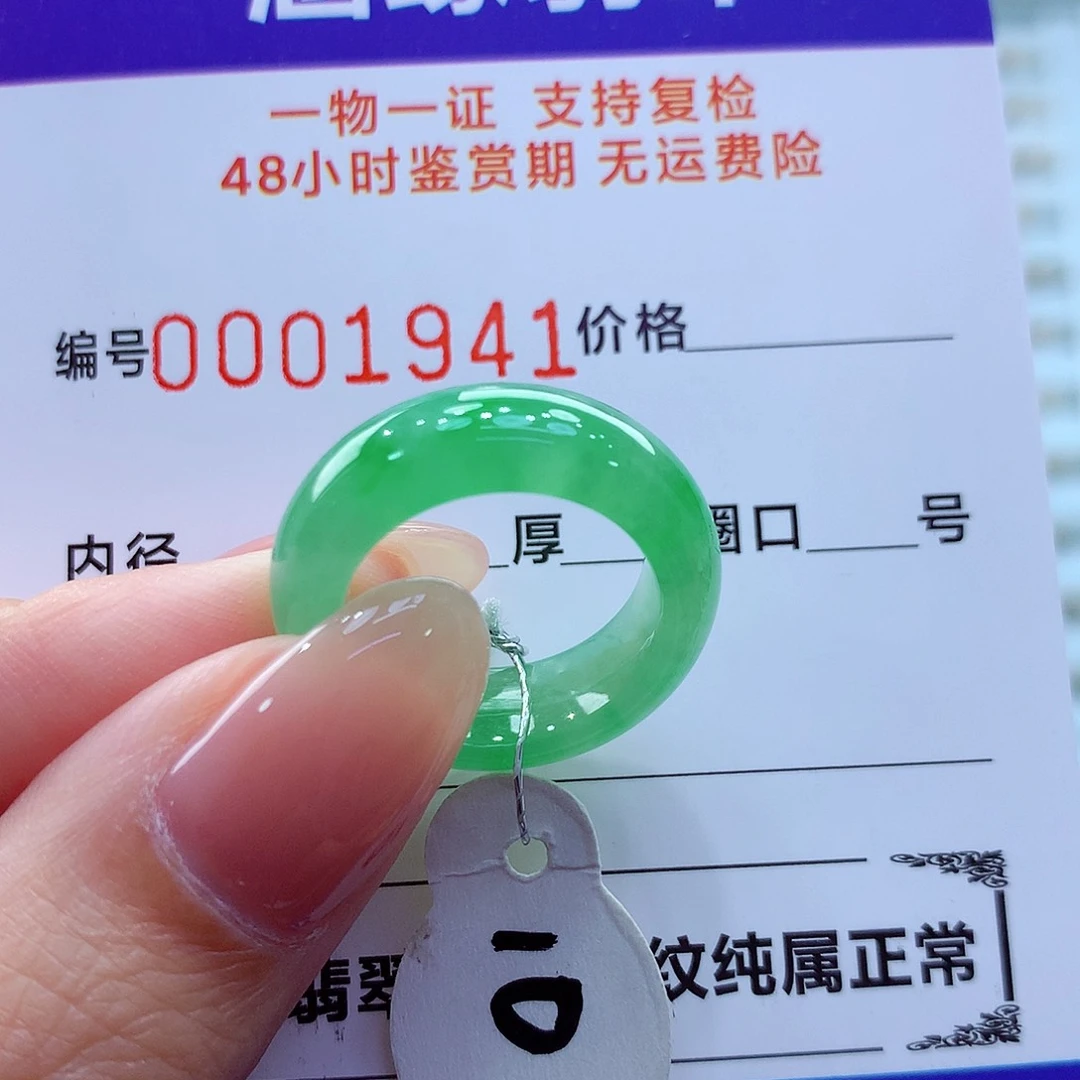 一物一证 支持复检
48小时鉴赏期 无运费险
编号0001941价格
内径 厚 圈口 号
翡翠 纹纯属正常